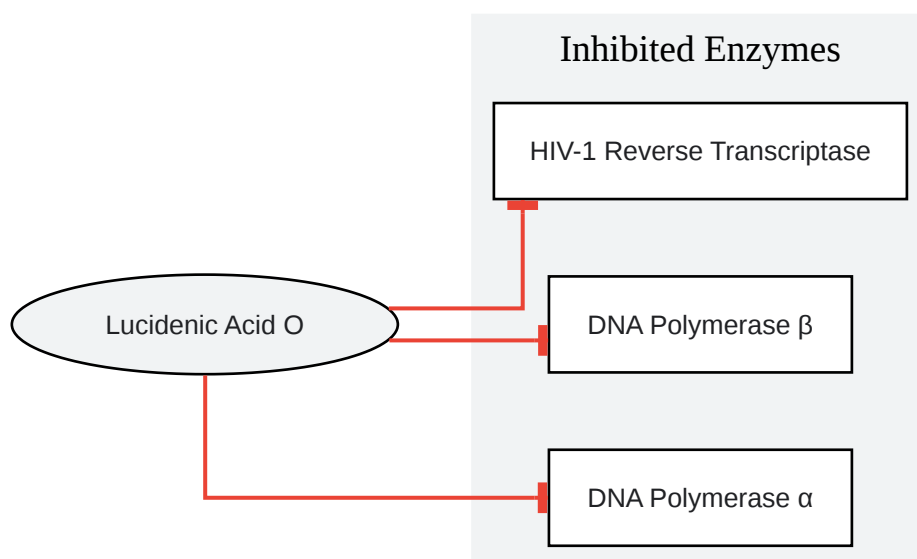 Inhibited Enzymes
HIV-1 Reverse Transcriptase
Lucidenic Acid O
DNA Polymerase β
DNA Polymerase α